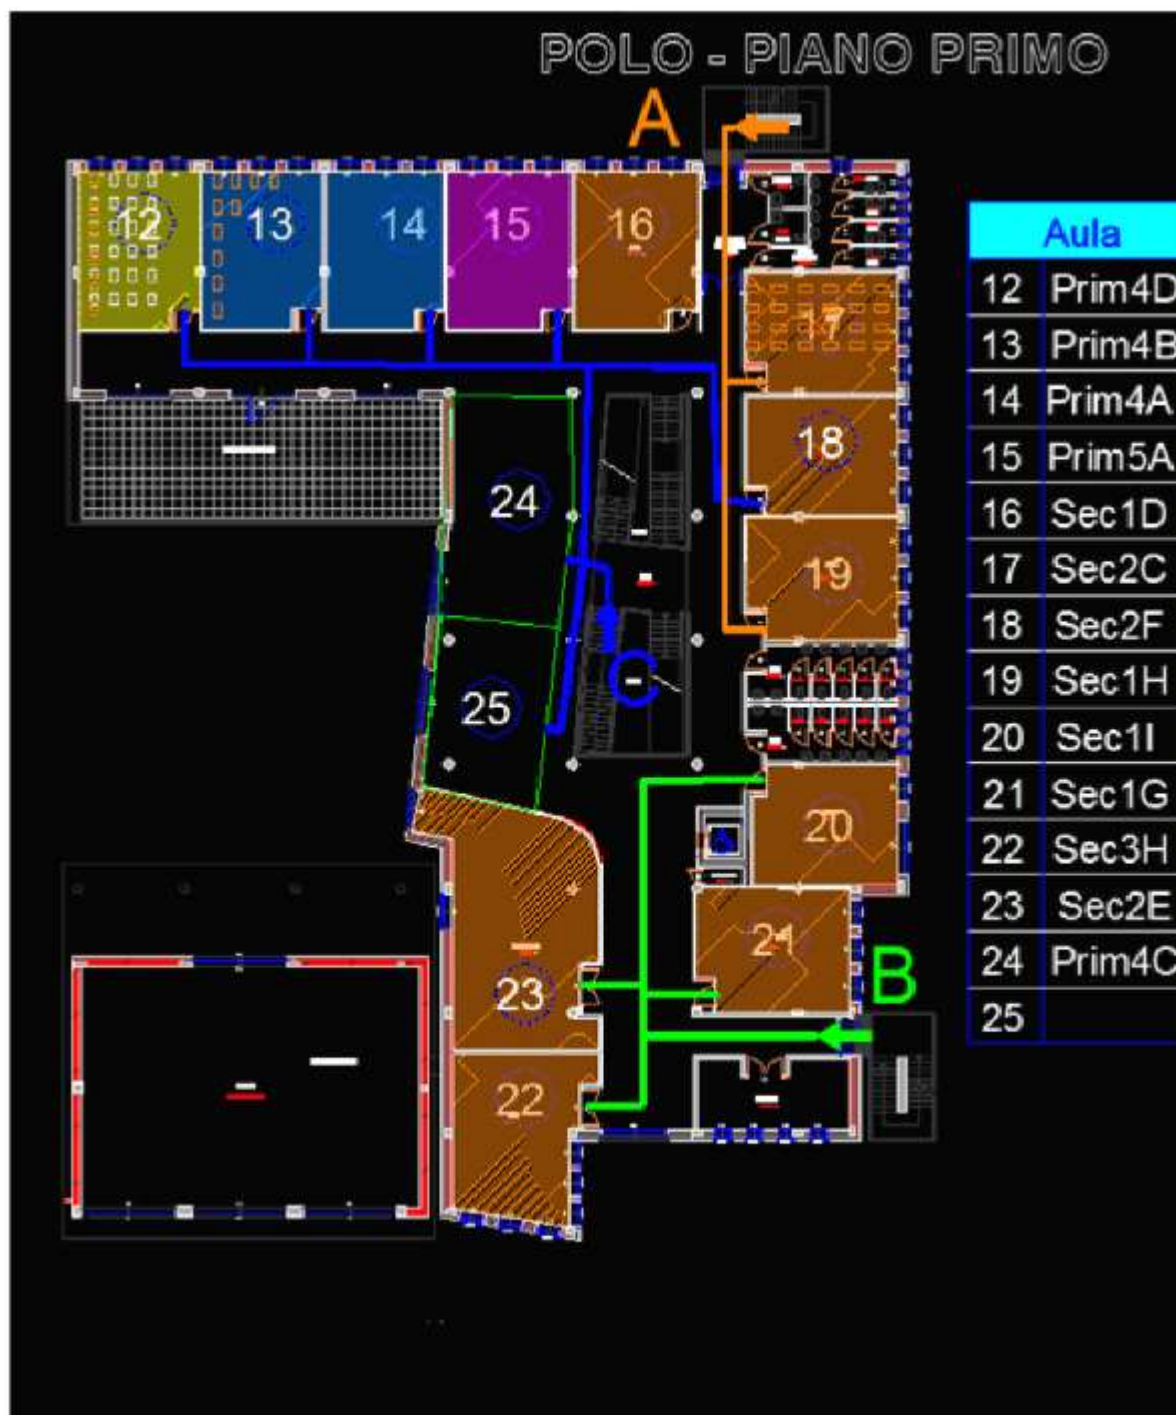 POLO - PIANO PRIMO
A
12
13
14
15
16
17
18
24
19
C
25
20
21
B
23
22
Aula
12 Prim4D
13 Prim4B
14 Prim4A
15 Prim5A
16 Sec1D
17 Sec2C
18 Sec2F
19 Sec1H
20 Sec1I
21 Sec1G
22 Sec3H
23 Sec2E
24 Prim4C
25